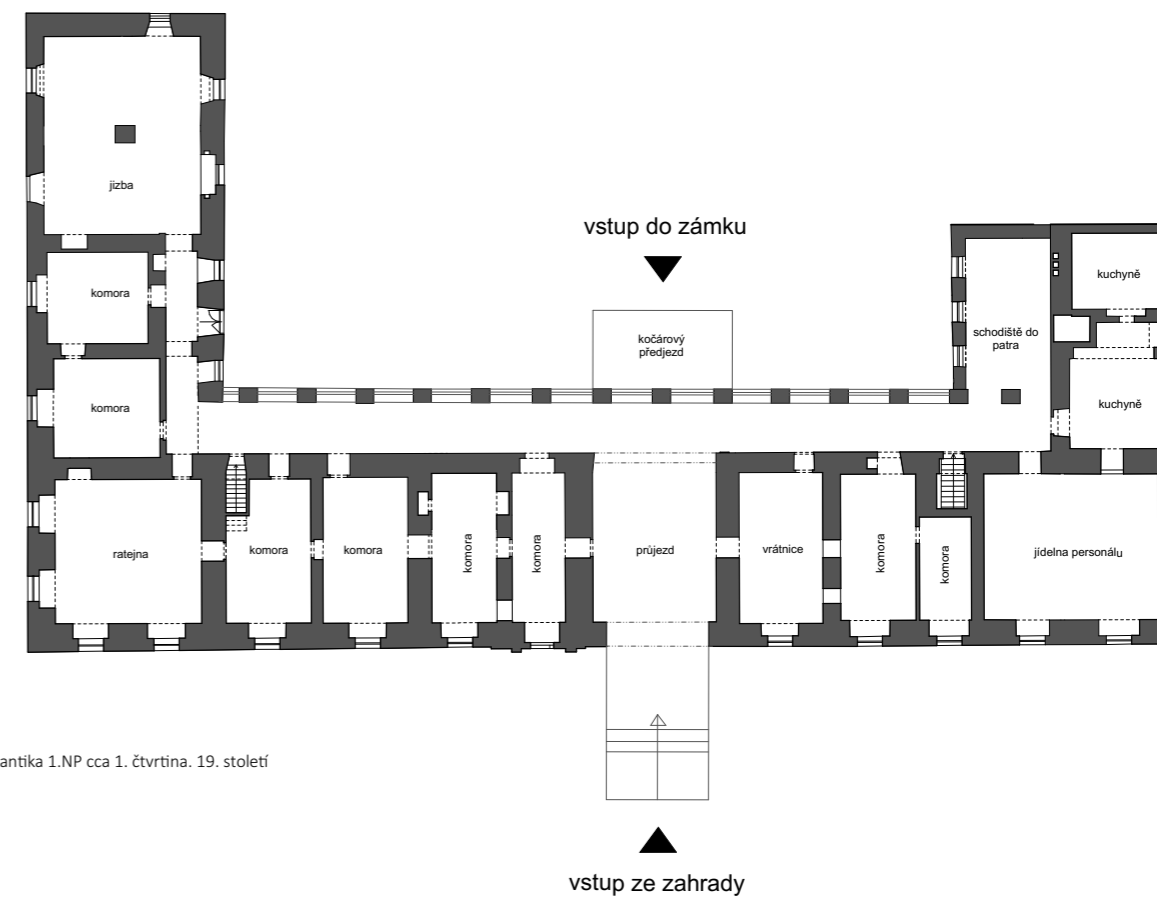 jizba
vstup do zámku
komora
kuchyně
kočárový
předjezd
schodiště do
patra
komora
kuchyně
ratejna
komora
komora
komora
komora
průjezd
vrátnice
komora
komora
jídelna personálu
antika 1.NP cca 1. čtvrtina. 19. století
vstup ze zahrady